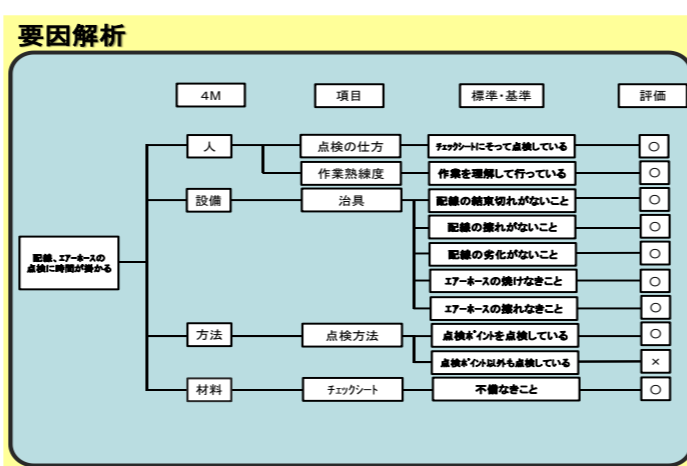 要因解析
4M 項目 標準・基準 評価
人 点検の仕方 チェックシートにそって点検している ○
作業熟練度 作業を理解して行っている ○
設備 治具 配線の結束切れがないこと ○
配線の擦れがないこと ○
配線の劣化がないこと ○
配線、エアーホースの
点検に時間が掛かる
エアーホースの焼けなきこと ○
エアーホースの擦れなきこと ○
方法 点検方法 点検ポイントを点検している ○
点検ポイント以外も点検している ×
材料 チェックシート 不備なきこと ○